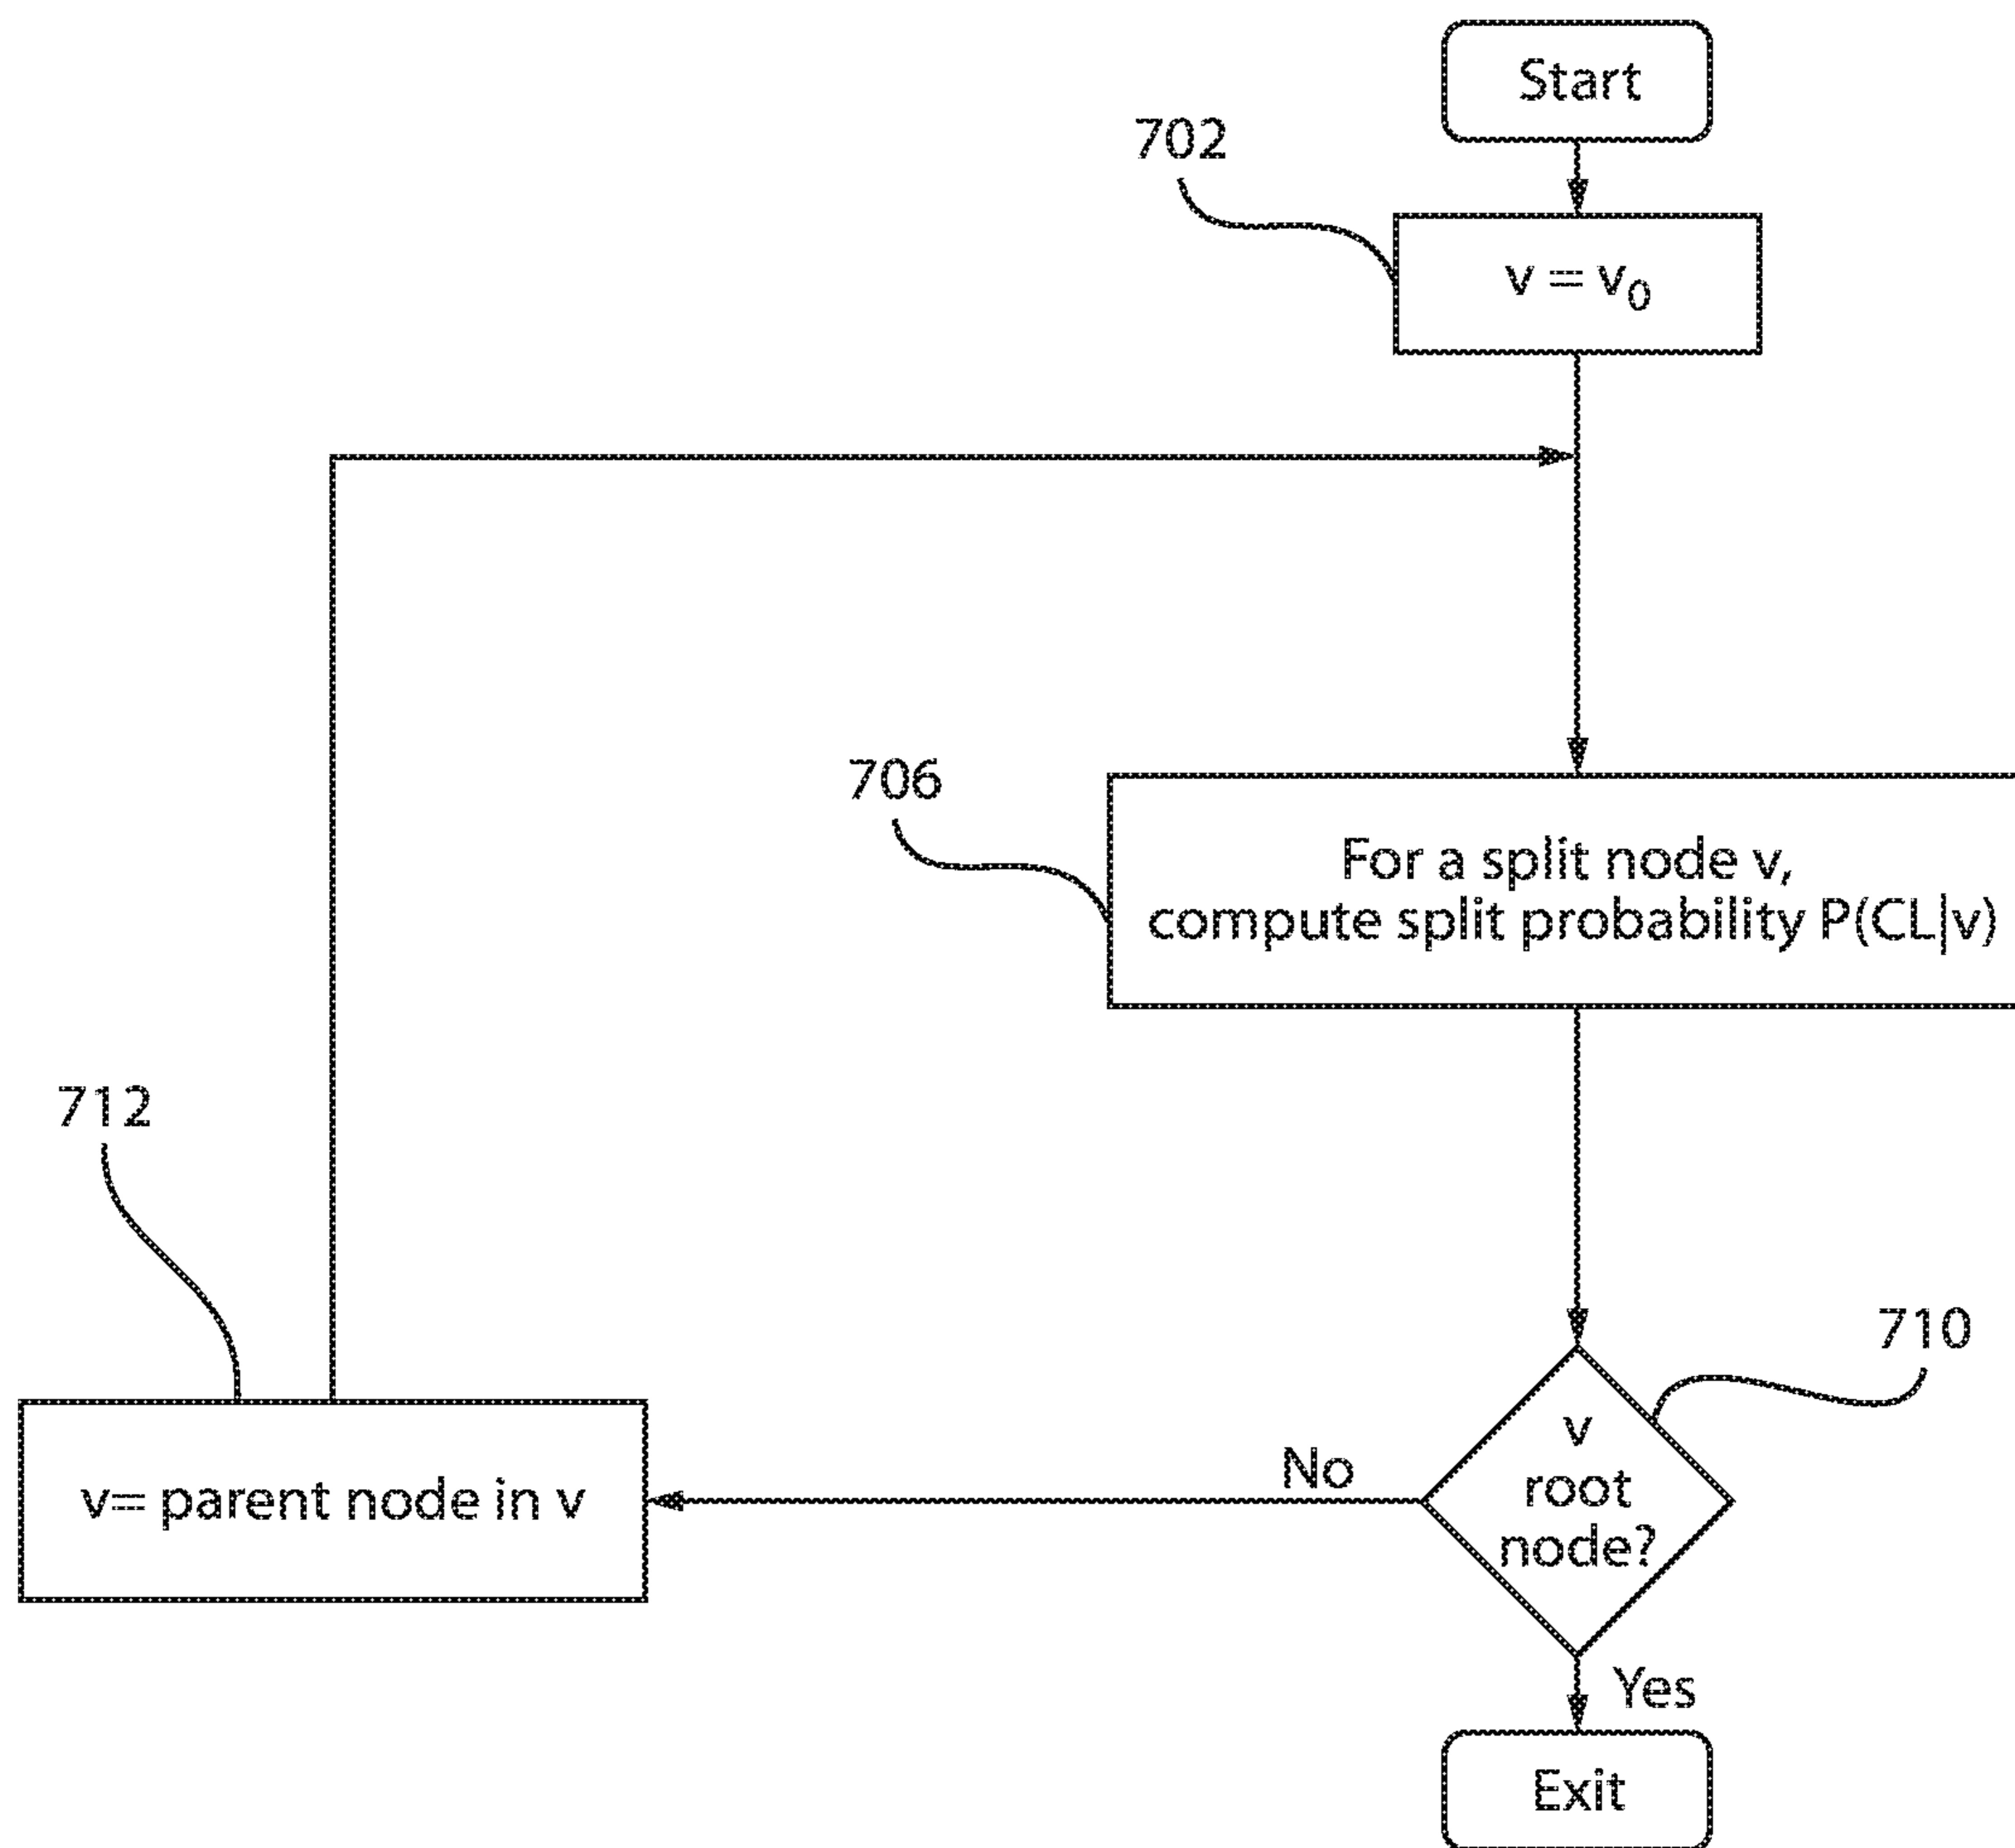 Start
702
v = v₀
706
For a split node v,
compute split probability P(CL|v)
712
710
v
root
node?
No
v= parent node in v
Yes
Exit